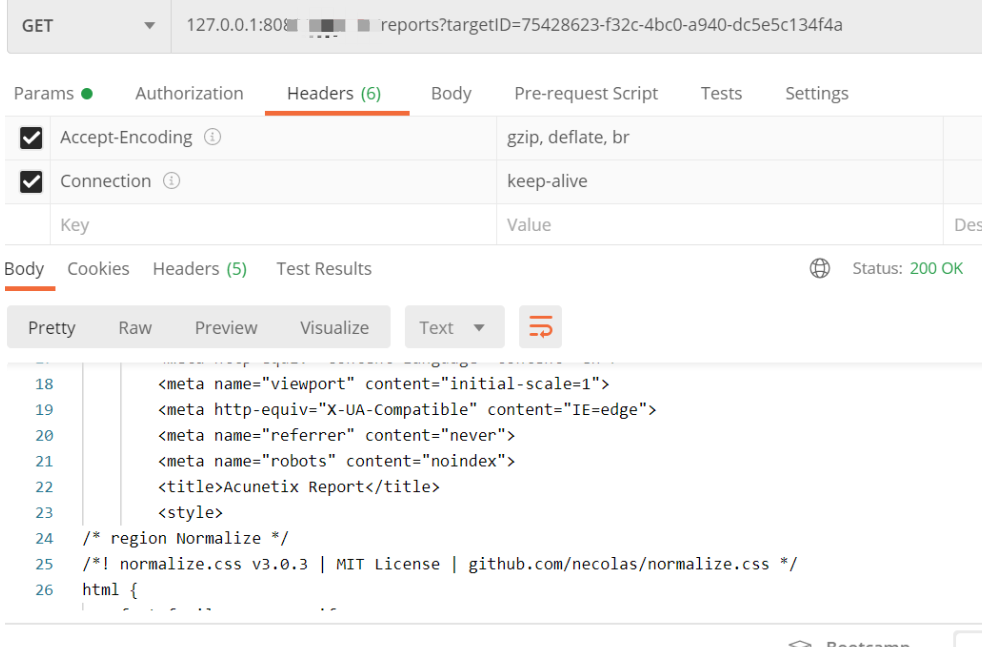 GET 127.0.0.1:808 reports?targetID=75428623-f32c-4bc0-a940-dc5e5c134f4a
Params Authorization Headers (6) Body Pre-request Script Tests Settings
Accept-Encoding gzip, deflate, br
Connection keep-alive
Key Value Des
Body Cookies Headers (5) Test Results Status: 200 OK
Pretty Raw Preview Visualize Text
18 <meta name="viewport" content="initial-scale=1">
19 <meta http-equiv="X-UA-Compatible" content="IE=edge">
20 <meta name="referrer" content="never">
21 <meta name="robots" content="noindex">
22 <title>Acunetix Report</title>
23 <style>
24 /* region Normalize */
25 /*! normalize.css v3.0.3 | MIT License | github.com/necolas/normalize.css */
26 html {
Bootcamp